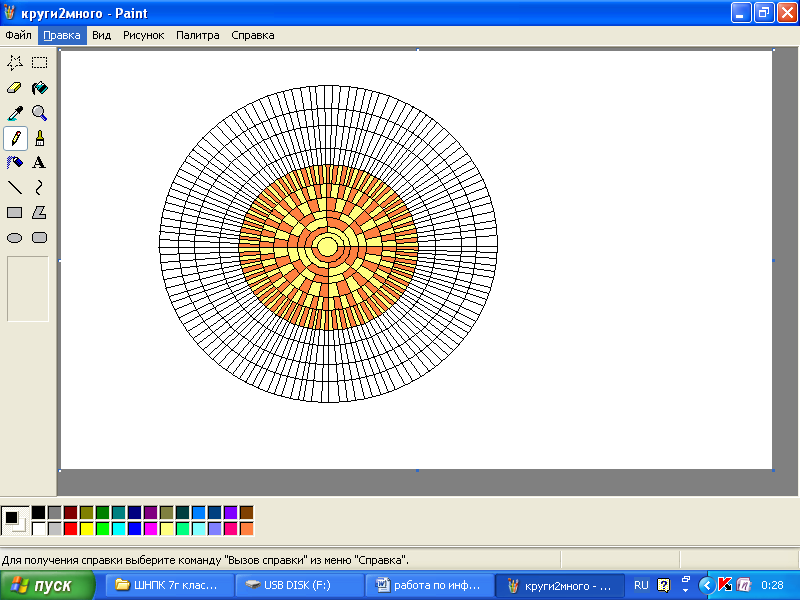 круги2много - Paint
Файл Правка Вид Рисунок Палитра Справка
A
Для получения справки выберите команду "Вызов справки" из меню "Справка".
пуск ШНПК 7г клас... USB DISK (F:) работа по инф... круги2много - ... RU ? K 0:28